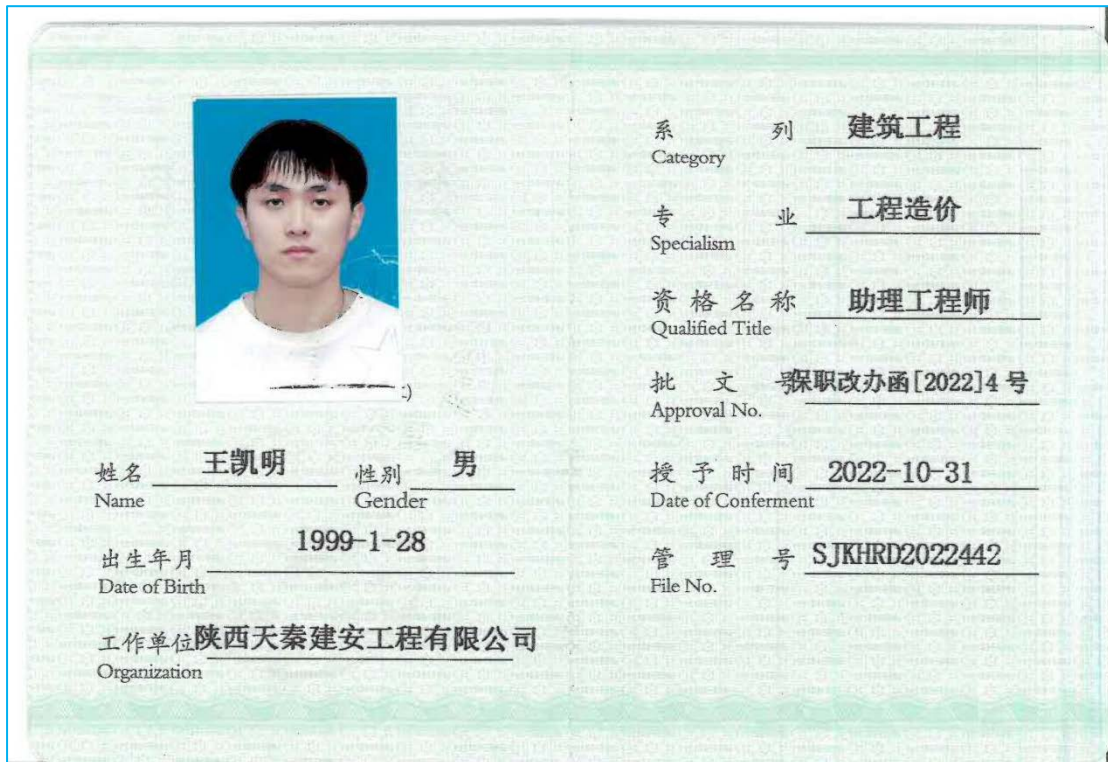 姓名 王凯明 性别 男
Name Gender
出生年月 1999-1-28
Date of Birth
工作单位 陕西天秦建安工程有限公司
Organization
系列 建筑工程
Category
专业 工程造价
Specialism
资格名称 助理工程师
Qualified Title
批文号 保职改办函[2022]4号
Approval No.
授予时间 2022-10-31
Date of Conferment
管理号 SJKHRD2022442
File No.